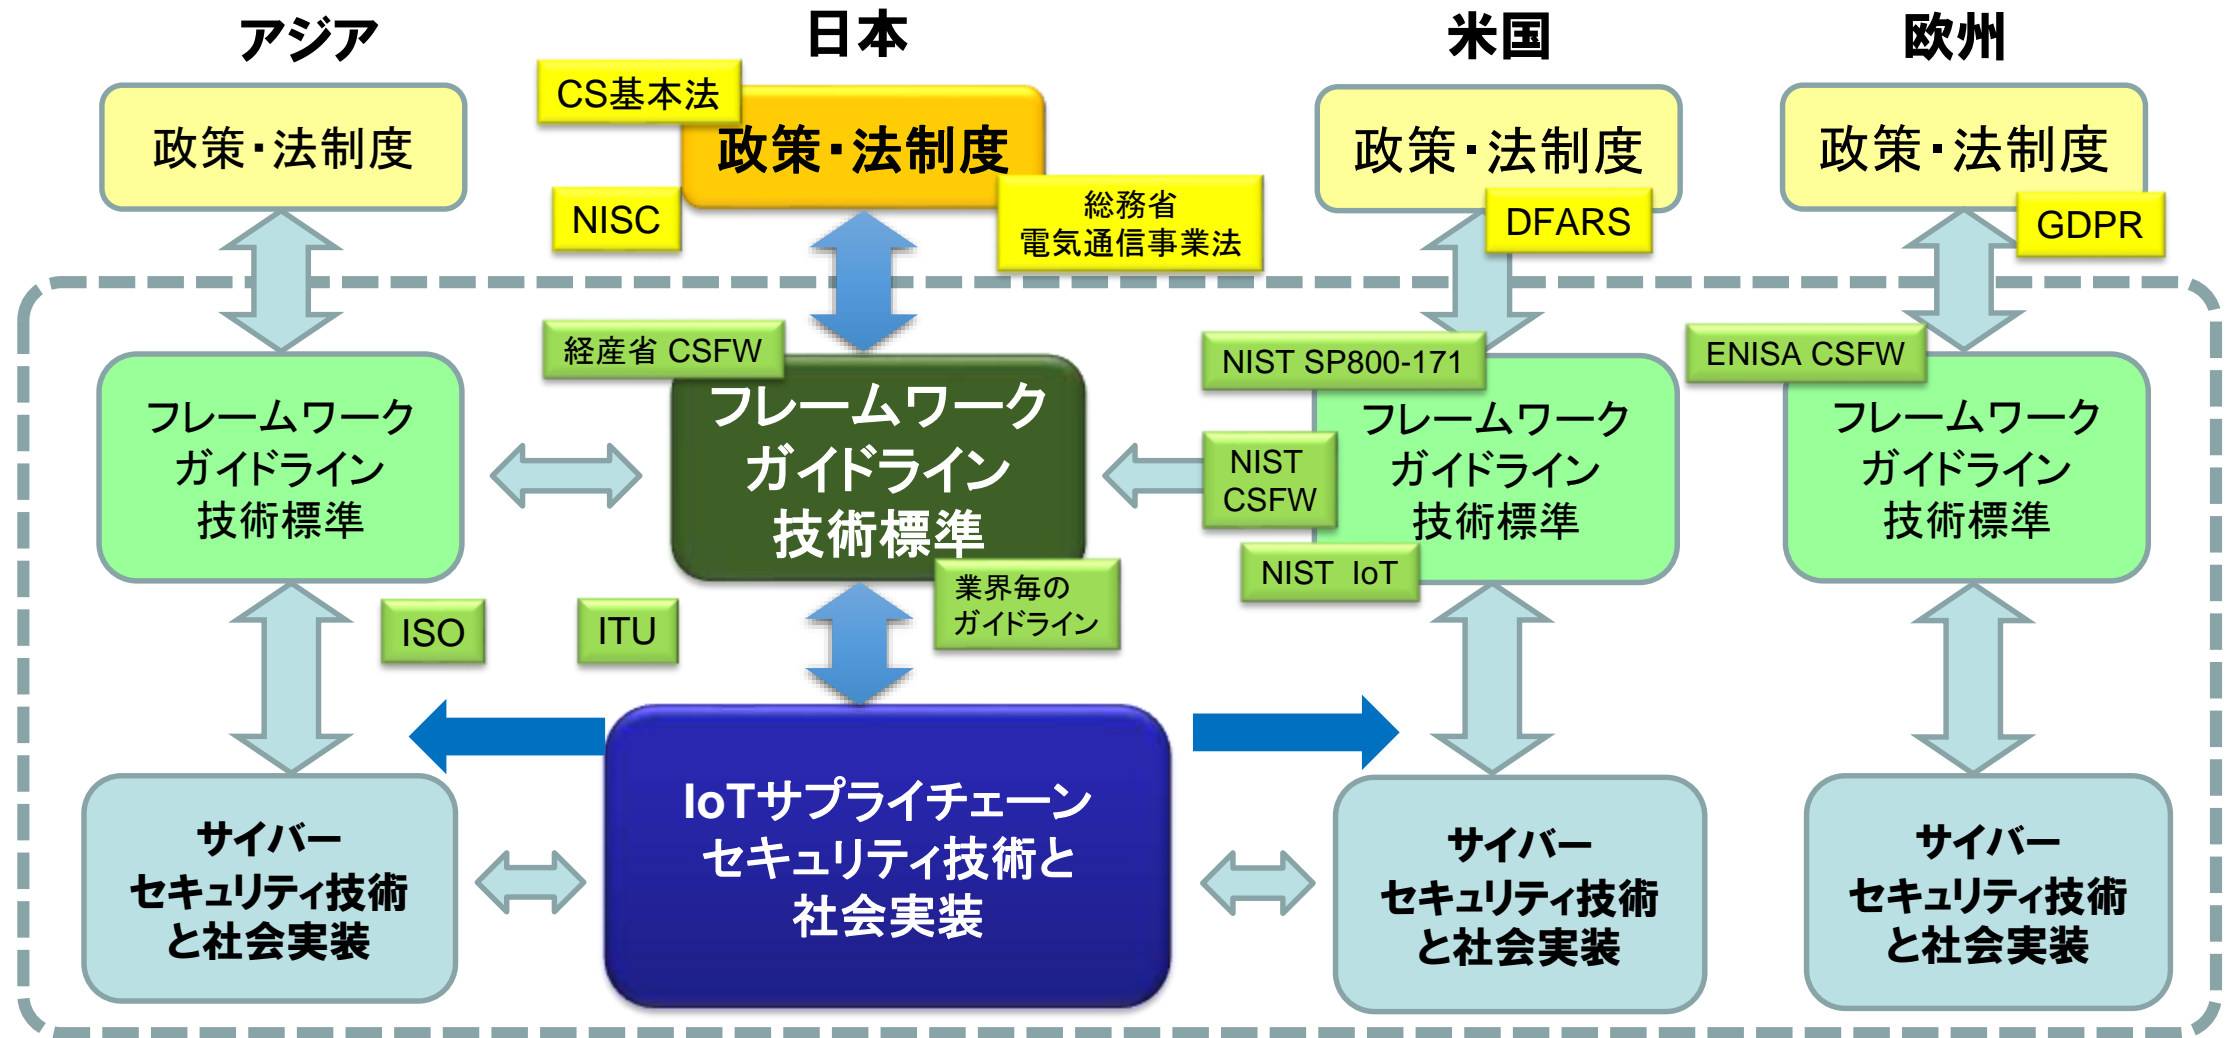 アジア
日本
米国
欧州
政策・法制度
CS基本法
政策・法制度
NISC
総務省
電気通信事業法
政策・法制度
DFARS
政策・法制度
GDPR
フレームワーク
ガイドライン
技術標準
経産省 CSFW
フレームワーク
ガイドライン
技術標準
業界毎の
ガイドライン
NIST SP800-171
NIST
CSFW
NIST IoT
フレームワーク
ガイドライン
技術標準
ENISA CSFW
フレームワーク
ガイドライン
技術標準
ISO
ITU
サイバー
セキュリティ技術
と社会実装
IoTサプライチェーン
セキュリティ技術と
社会実装
サイバー
セキュリティ技術
と社会実装
サイバー
セキュリティ技術
と社会実装